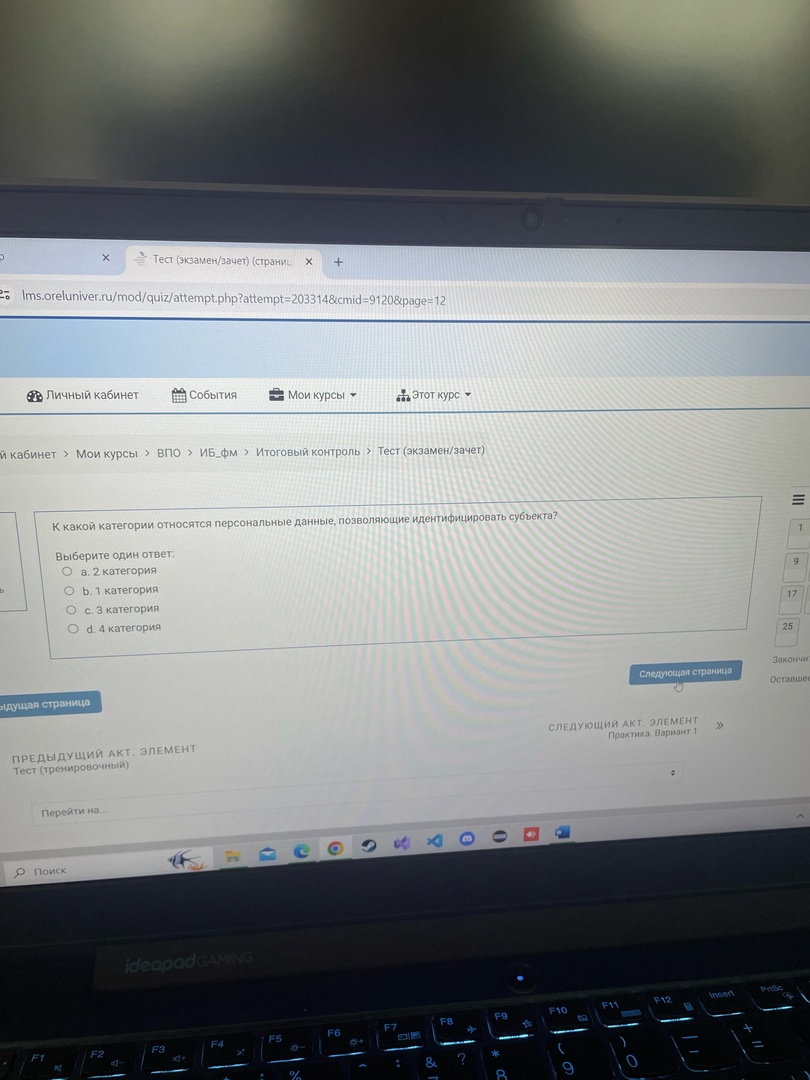 Тест (экзамен/зачет) (страниц
lms.oreluniver.ru/mod/quiz/attempt.php?attempt=203314&cmid=9120&page=12
Личный кабинет События Мои курсы Этот курс
й кабинет > Мои курсы > ВПО > ИБ_фм > Итоговый контроль > Тест (экзамен/зачет)
К какой категории относятся персональные данные, позволяющие идентифицировать субъекта?
Выберите один ответ:
a. 2 категория
b. 1 категория
c. 3 категория
d. 4 категория
1
9
17
25
Закончи
Оставшее
Следующая страница
ыдущая страница
СЛЕДУЮЩИЙ АКТ. ЭЛЕМЕНТ
Практика. Вариант 1
ПРЕДЫДУЩИЙ АКТ. ЭЛЕМЕНТ
Тест (тренировочный)
Перейти на...
Поиск
ideapad GAMING
F1 F2 F3 F4 F5 F6 F7 F8 F9 F10 F11 F12 Insert PrtSc
% : & ? * 8 ( 9 ) 0 — + =